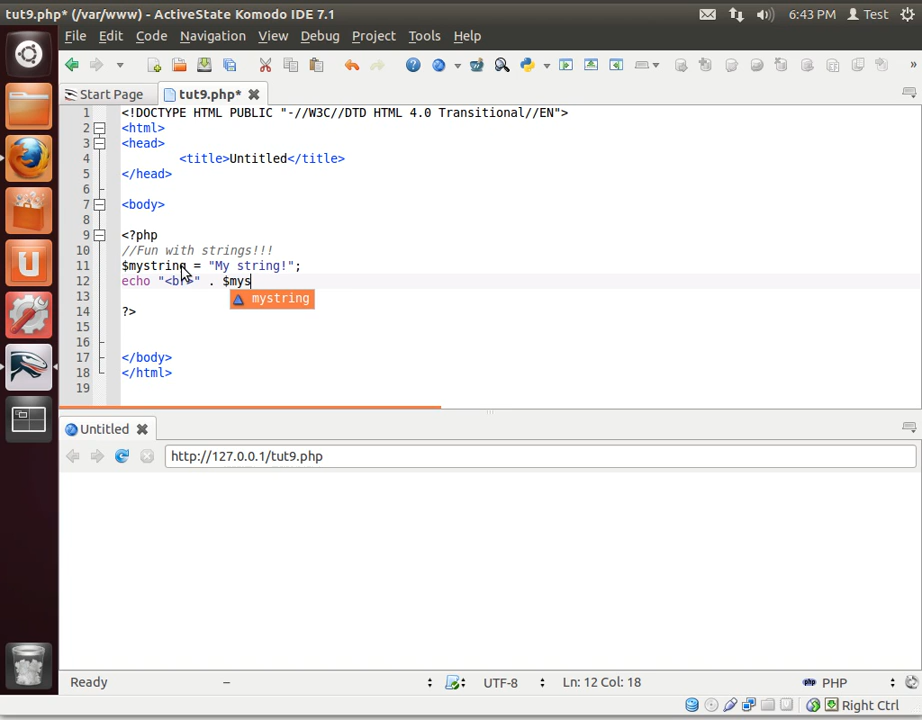 tut9.php* (/var/www) - ActiveState Komodo IDE 7.1
6:43 PM Test
File Edit Code Navigation View Debug Project Tools Help
Start Page tut9.php*
1 <!DOCTYPE HTML PUBLIC "-//W3C//DTD HTML 4.0 Transitional//EN">
2 <html>
3 <head>
4 <title>Untitled</title>
5 </head>
6
7 <body>
8
9 <?php
10 //Fun with strings!!!
11 $mystring = "My string!";
12 echo "<br>" . $mys
13 mystring
14 ?>
15
16
17 </body>
18 </html>
19
Untitled
http://127.0.0.1/tut9.php
Ready – UTF-8 Ln: 12 Col: 18 php PHP
Right Ctrl